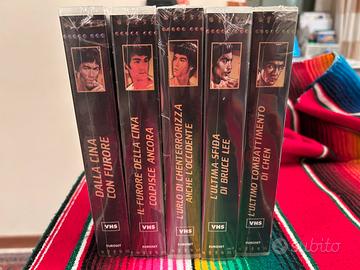 DALLA CINA
CON FURORE
VHS
IL FURORE DELLA CINA
COLPISCE ANCORA
VHS
L'URLO DI CHEN TERRORIZZA
ANCHE L'OCCIDENTE
VHS
L'ULTIMA SFIDA
DI BRUCE LEE
VHS
L'ULTIMO COMBATTIMENTO
DI CHEN
VHS
subito